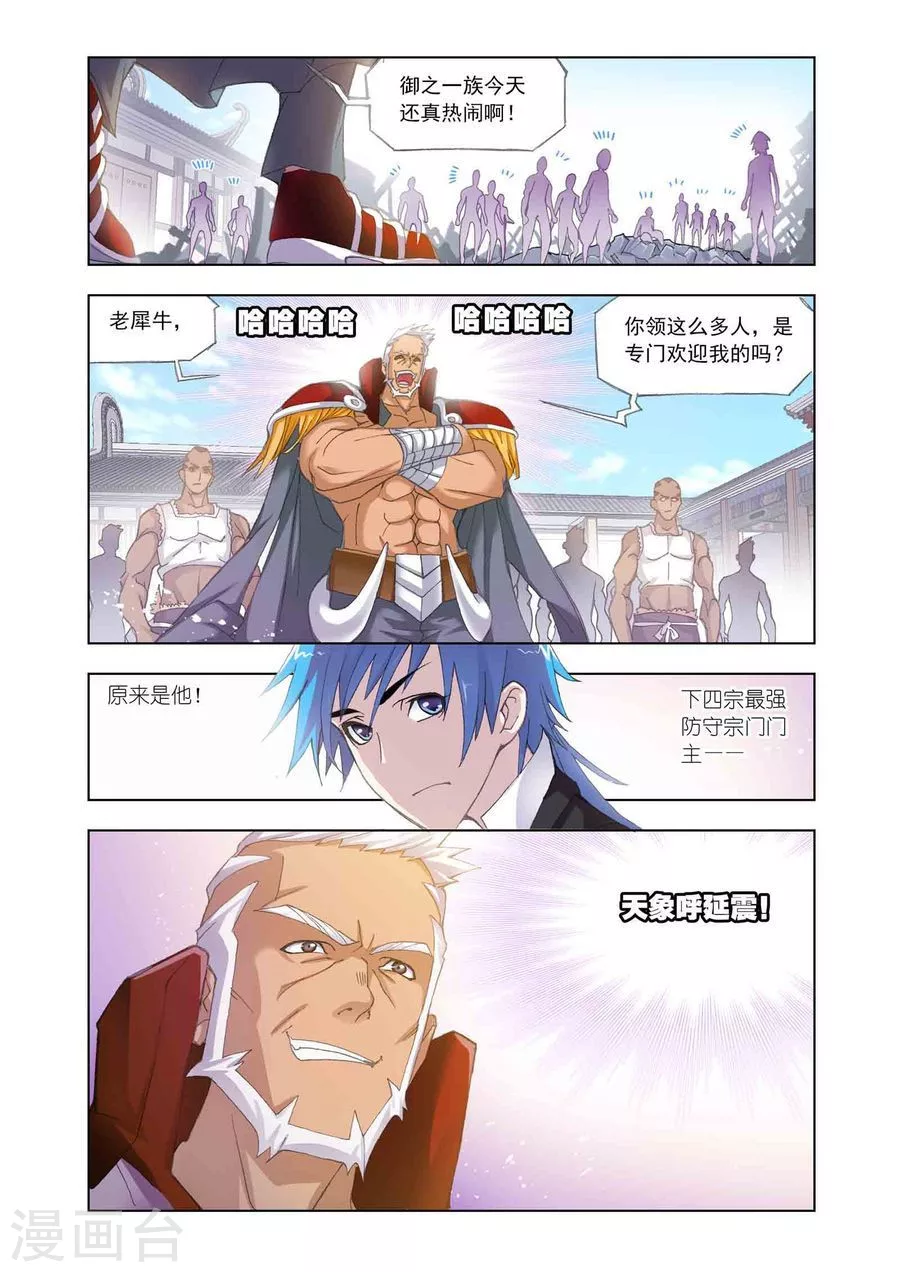 御之一族今天
还真热闹啊！
老犀牛，
哈哈哈哈
哈哈哈哈
你领这么多人，是
专门欢迎我的吗？
原来是他！
下四宗最强
防守宗门门
主——
天象呼延震！
漫画台